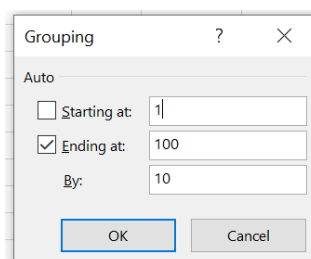 Grouping ? ×
Auto
Starting at: 1
Ending at: 100
By: 10
OK Cancel